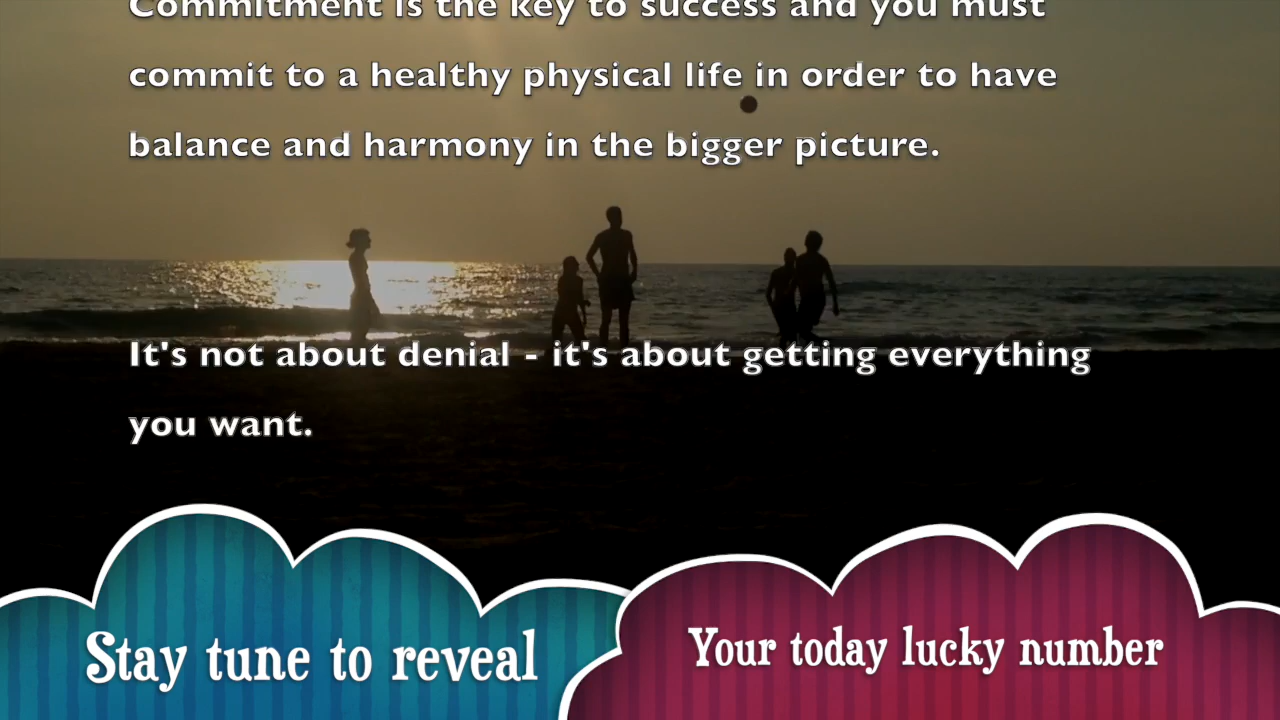 Commitment is the key to success and you must
commit to a healthy physical life in order to have
balance and harmony in the bigger picture.
It's not about denial - it's about getting everything
you want.
Stay tune to reveal
Your today lucky number